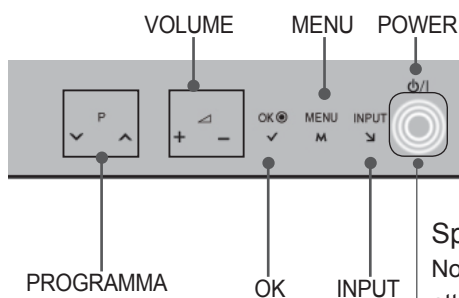 VOLUME MENU POWER
⏻/I
P
OK MENU INPUT
+ −
M
PROGRAMMA
OK INPUT
Sp
No